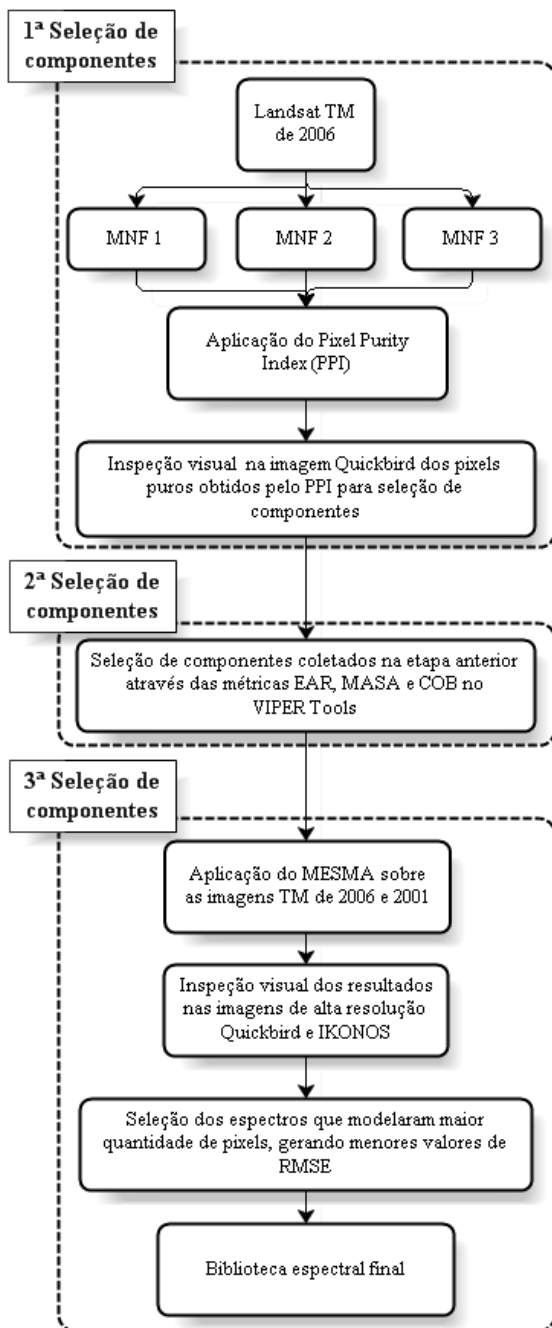 1ª Seleção de
componentes
Landsat TM
de 2006
MNF 1
MNF 2
MNF 3
Aplicação do Pixel Purity
Index (PPI)
Inspeção visual na imagem Quickbird dos pixels
puros obtidos pelo PPI para seleção de
componentes
2ª Seleção de
componentes
Seleção de componentes coletados na etapa anterior
através das métricas EAR, MASA e COB no
VIPER Tools
3ª Seleção de
componentes
Aplicação do MESMA sobre
as imagens TM de 2006 e 2001
Inspeção visual dos resultados
nas imagens de alta resolução
Quickbird e IKONOS
Seleção dos espectros que modelaram maior
quantidade de pixels, gerando menores valores de
RMSE
Biblioteca espectral final